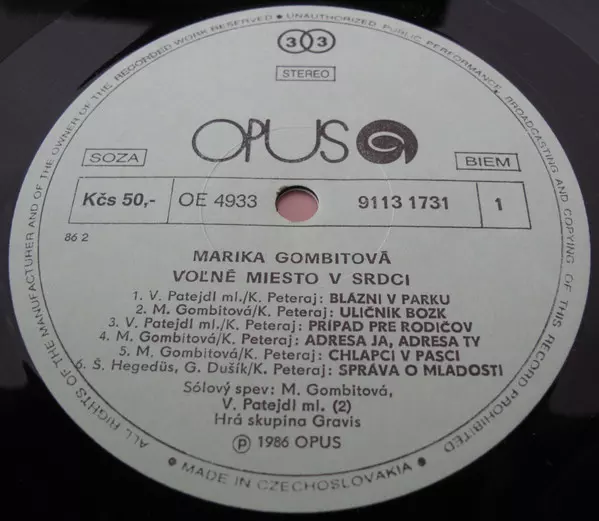 ALL RIGHTS OF THE MANUFACTURER AND OF THE OWNER OF THE RECORDED WORK RESERVED • UNAUTHORIZED PUBLIC PERFORMANCE, BROADCASTING AND COPYING OF THIS RECORD PROHIBITED
33
STEREO
OPUS
SOZA
BIEM
Kčs 50,- OE 4933 9113 1731 1
86 2
MARIKA GOMBITOVÁ
VOĽNÉ MIESTO V SRDCI
1. V. Patejdl ml./K. Peteraj: BLÁZNI V PARKU
2. M. Gombitová/K. Peteraj: ULIČNÍK BOZK
3. V. Patejdl ml./K. Peteraj: PRÍPAD PRE RODIČOV
4. M. Gombitová/K. Peteraj: ADRESA JA, ADRESA TY
5. M. Gombitová/K. Peteraj: CHLAPCI V PASCI
6. Š. Hegedüs, G. Dušík/K. Peteraj: SPRÁVA O MLADOSTI
Sólový spev: M. Gombitová,
V. Patejdl ml. (2)
Hrá skupina Gravis
Ⓟ 1986 OPUS
• MADE IN CZECHOSLOVAKIA •